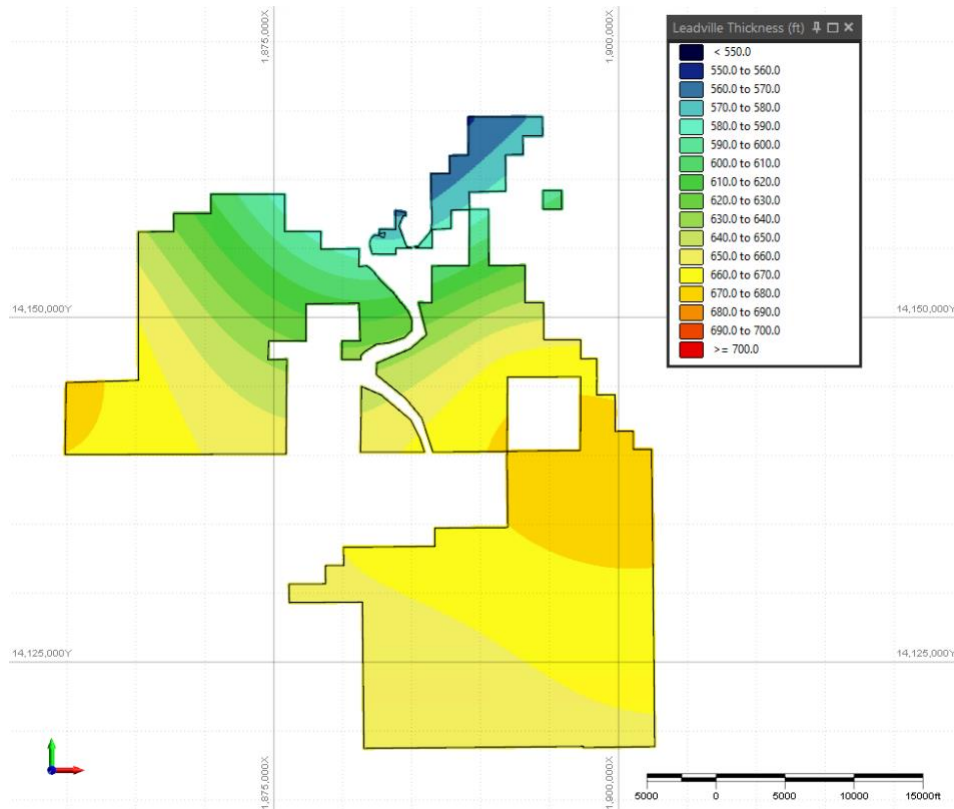 1,875,000X
1,900,000X
Leadville Thickness (ft)
< 550.0
550.0 to 560.0
560.0 to 570.0
570.0 to 580.0
580.0 to 590.0
590.0 to 600.0
600.0 to 610.0
610.0 to 620.0
620.0 to 630.0
630.0 to 640.0
640.0 to 650.0
650.0 to 660.0
660.0 to 670.0
670.0 to 680.0
680.0 to 690.0
690.0 to 700.0
>= 700.0
14,150,000Y
14,150,000Y
14,125,000Y
14,125,000Y
1,875,000X
1,900,000X
5000 0 5000 10000 15000ft